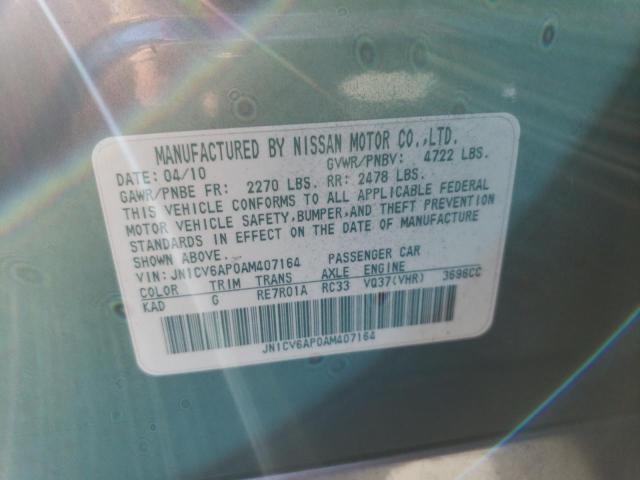 MANUFACTURED BY NISSAN MOTOR CO.,LTD.
DATE: 04/10 GVWR/PNBV: 4722 LBS.
GAWR/PNBE FR: 2270 LBS. RR: 2478 LBS.
THIS VEHICLE CONFORMS TO ALL APPLICABLE FEDERAL
MOTOR VEHICLE SAFETY,BUMPER,AND THEFT PREVENTION
STANDARDS IN EFFECT ON THE DATE OF MANUFACTURE
SHOWN ABOVE.
VIN: JN1CV6AP0AM407164 PASSENGER CAR
COLOR TRIM TRANS AXLE ENGINE
KAD G RE7R01A RC33 VQ37(VHR) 3696CC
JN1CV6AP0AM407164